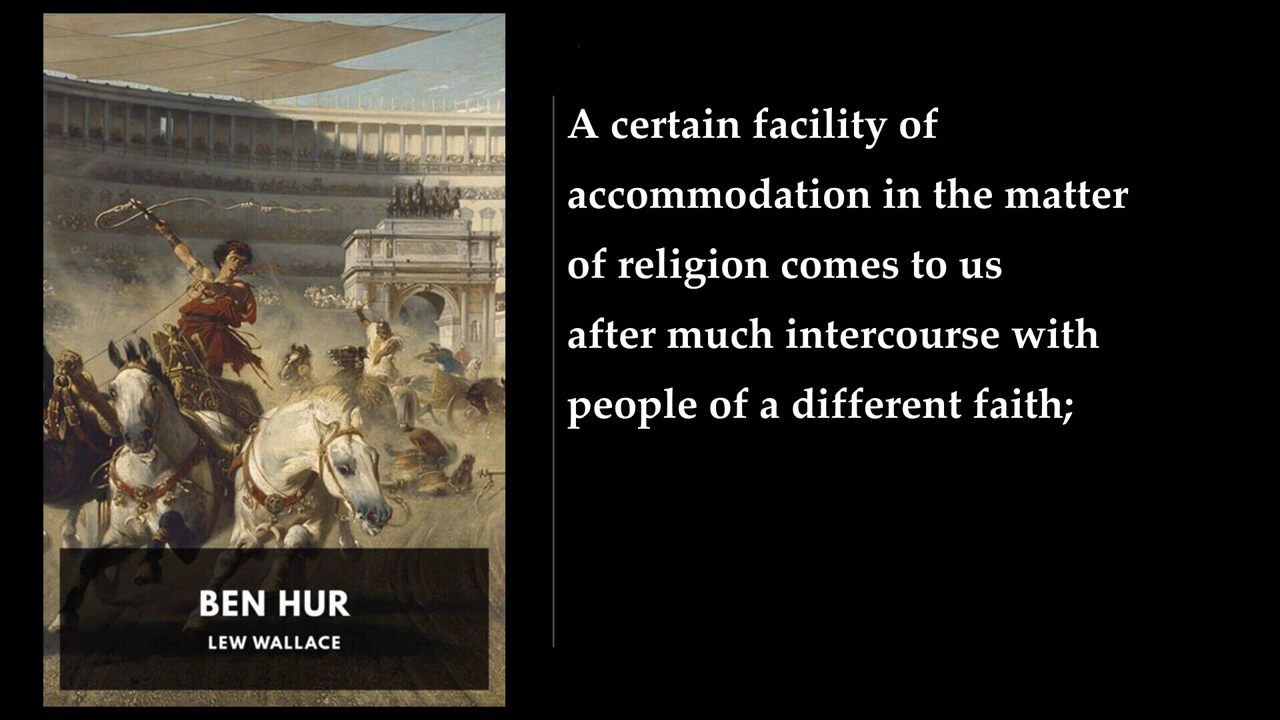 BEN HUR
LEW WALLACE
A certain facility of
accommodation in the matter
of religion comes to us
after much intercourse with
people of a different faith;